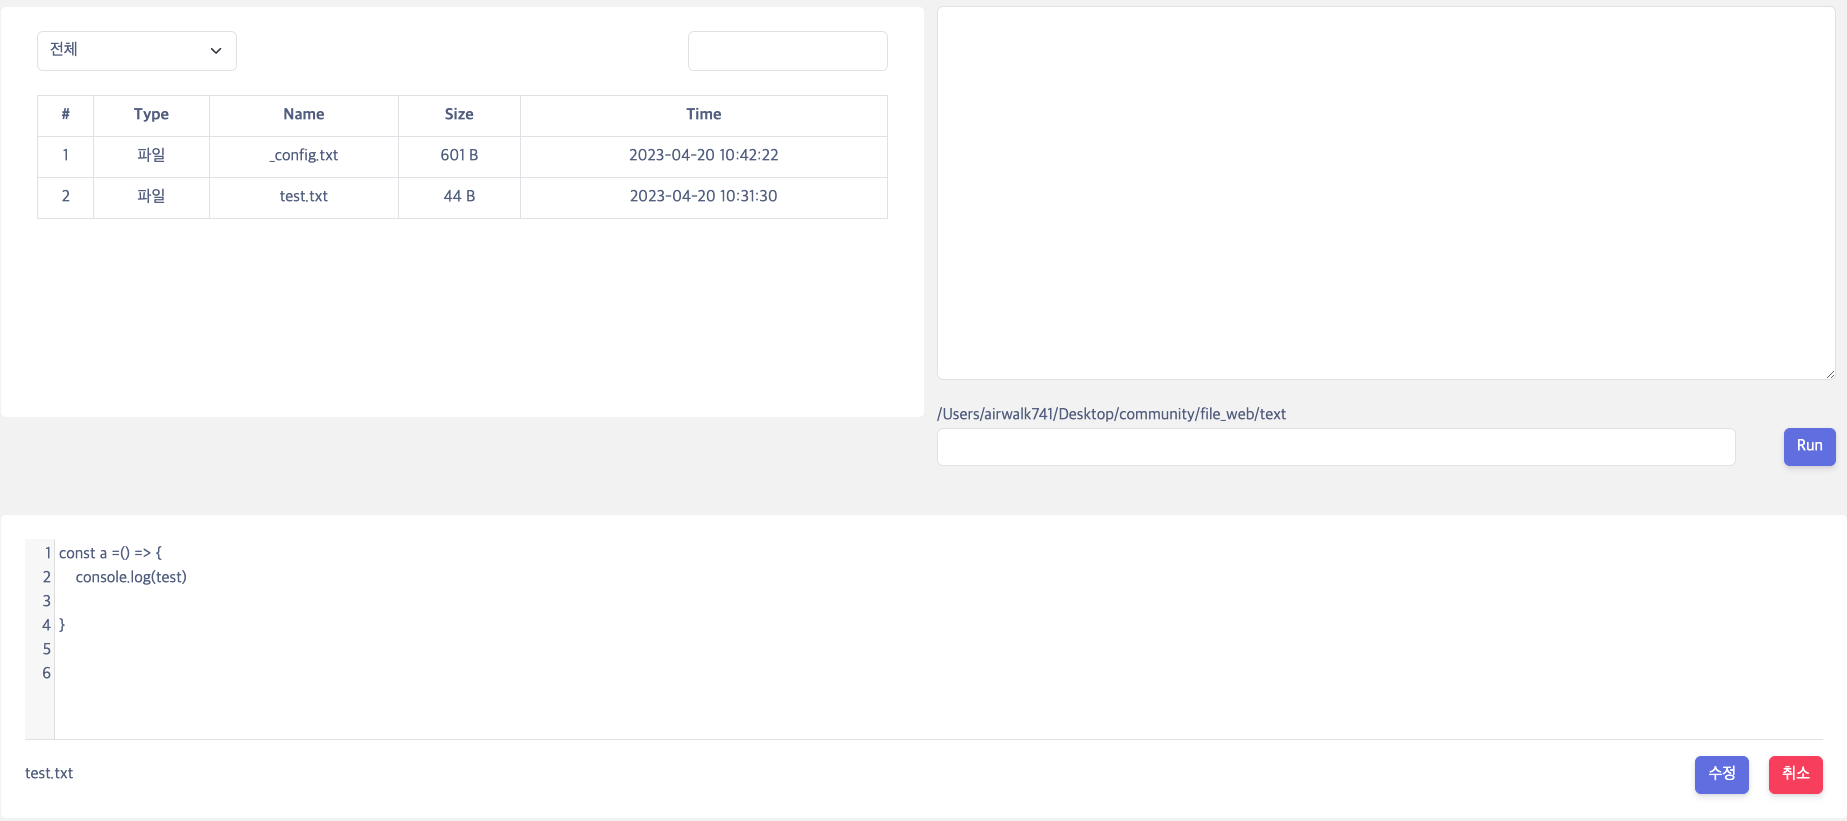 전체
# Type Name Size Time
1 파일 _config.txt 601 B 2023-04-20 10:42:22
2 파일 test.txt 44 B 2023-04-20 10:31:30
/Users/airwalk741/Desktop/community/file_web/text
Run
1 const a =() => {
2 console.log(test)
3
4 }
5
6
test.txt
수정 취소